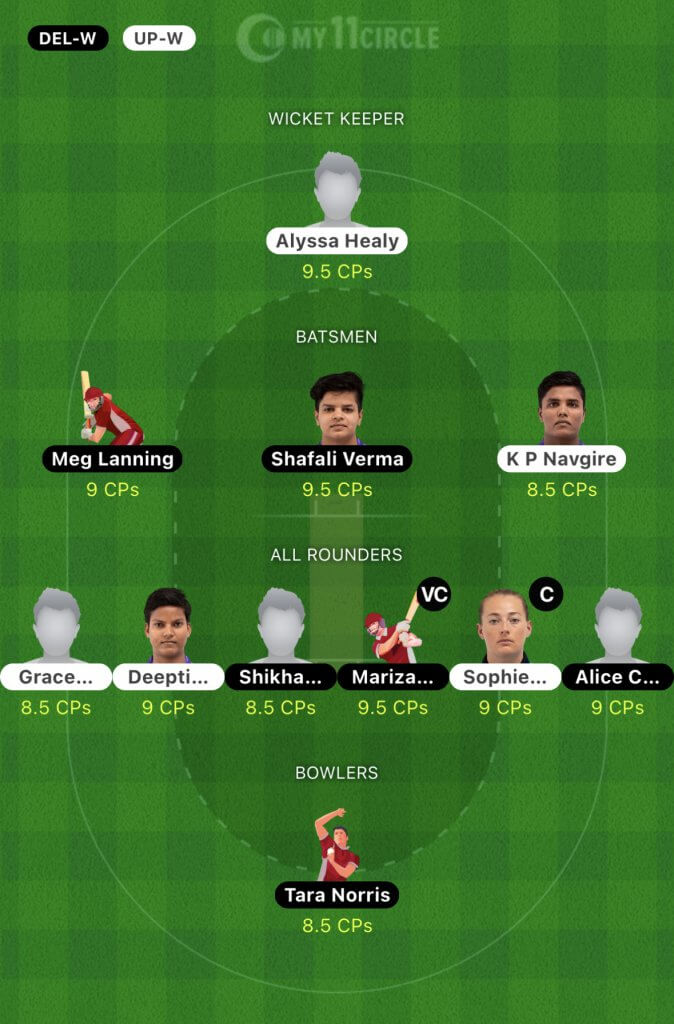 DEL-W UP-W MY11CIRCLE
WICKET KEEPER
Alyssa Healy
9.5 CPs
BATSMEN
Meg Lanning Shafali Verma K P Navgire
9 CPs 9.5 CPs 8.5 CPs
ALL ROUNDERS
VC C
Grace... Deepti... Shikha... Mariza... Sophie... Alice C...
8.5 CPs 9 CPs 8.5 CPs 9.5 CPs 9 CPs 9 CPs
BOWLERS
Tara Norris
8.5 CPs